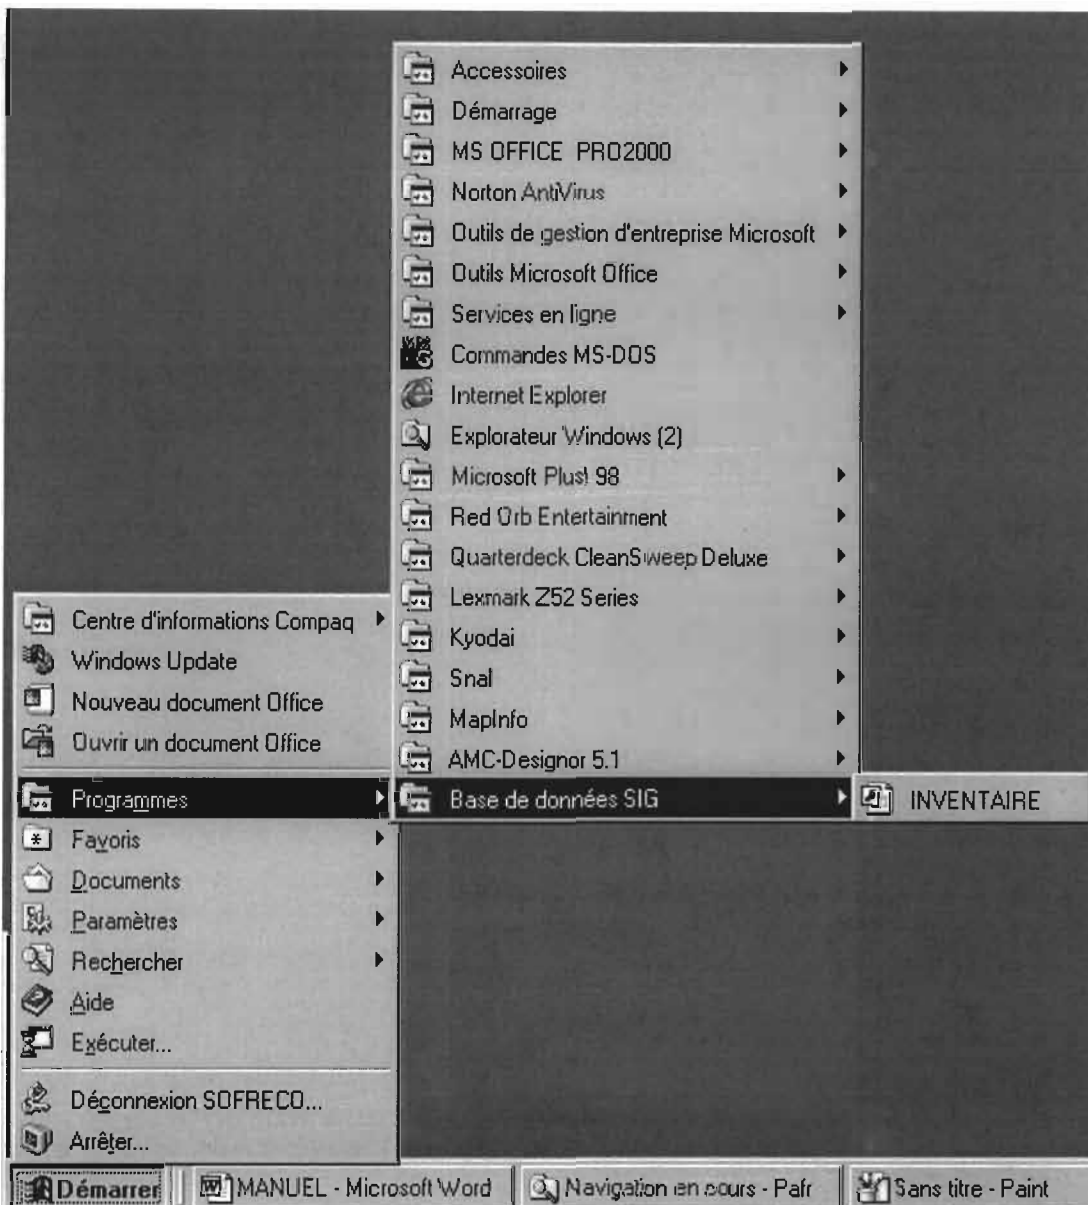 Accessoires
Démarrage
MS OFFICE PRO2000
Norton AntiVirus
Outils de gestion d'entreprise Microsoft
Outils Microsoft Office
Services en ligne
Commandes MS-DOS
Internet Explorer
Explorateur Windows (2)
Microsoft Plus! 98
Red Orb Entertainment
Quarterdeck CleanSweep Deluxe
Lexmark Z52 Series
Kyodai
Snal
MapInfo
AMC-Designor 5.1
Base de données SIG
INVENTAIRE
Centre d'informations Compaq
Windows Update
Nouveau document Office
Ouvrir un document Office
Programmes
Favoris
Documents
Paramètres
Rechercher
Aide
Exécuter...
Déconnexion SOFRECO...
Arrêter...
Démarrer
MANUEL - Microsoft Word
Navigation en cours - Pafr
Sans titre - Paint